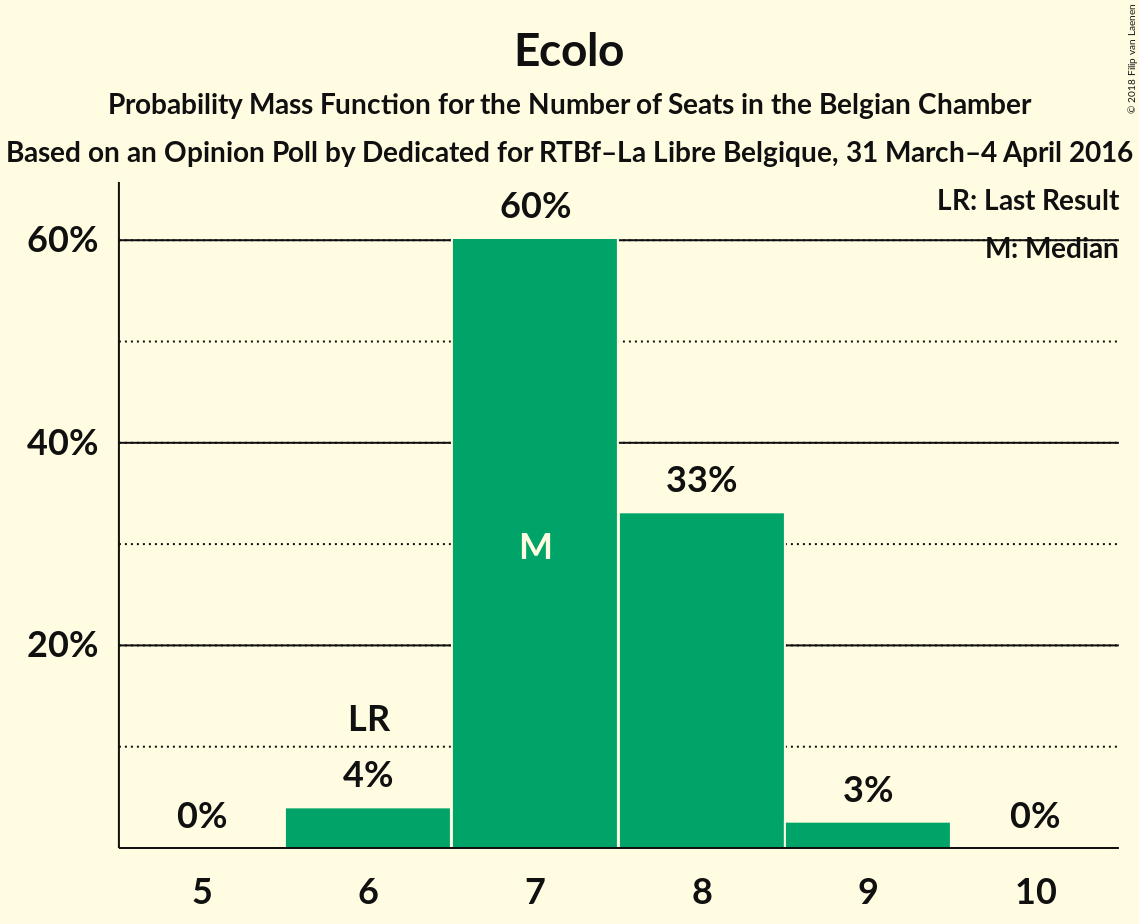 Ecolo
Probability Mass Function for the Number of Seats in the Belgian Chamber
Based on an Opinion Poll by Dedicated for RTBf–La Libre Belgique, 31 March–4 April 2016
© 2018 Filip van Laenen
LR: Last Result
M: Median
60%
40%
20%
0%
LR
4%
60%
M
33%
3%
0%
5
6
7
8
9
10